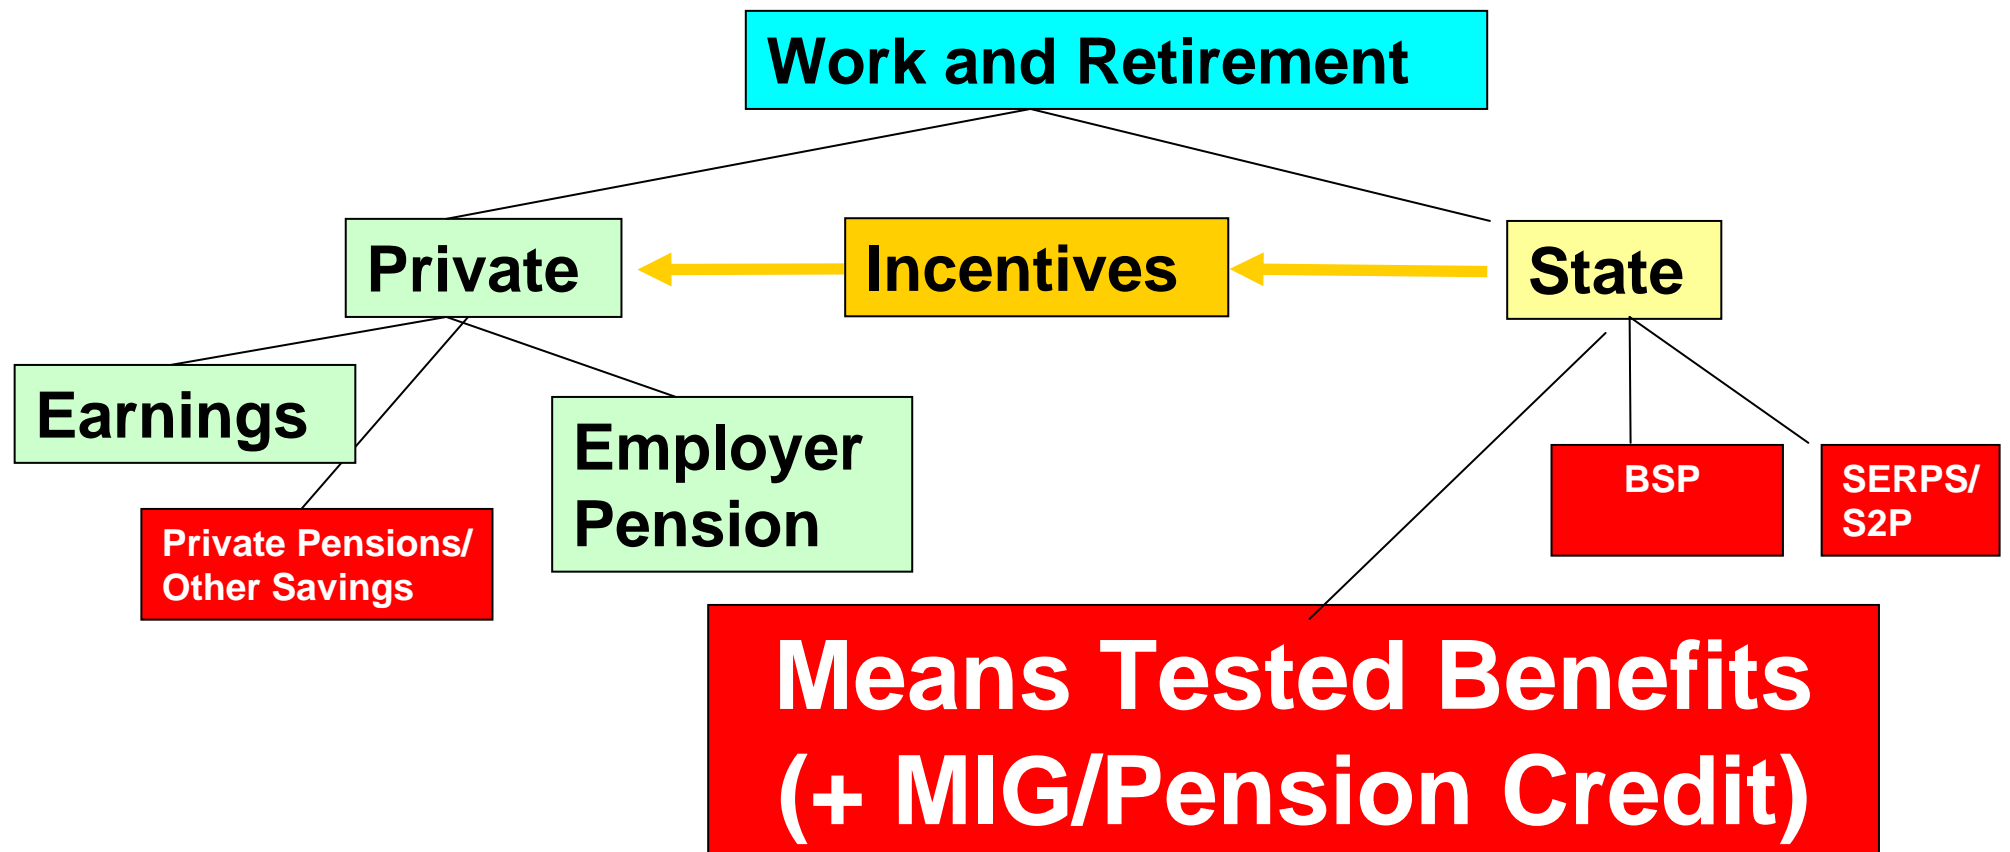 Work and Retirement
Private
Incentives
State
Earnings
Employer
Pension
BSP
SERPS/
S2P
Private Pensions/
Other Savings
Means Tested Benefits
(+ MIG/Pension Credit)